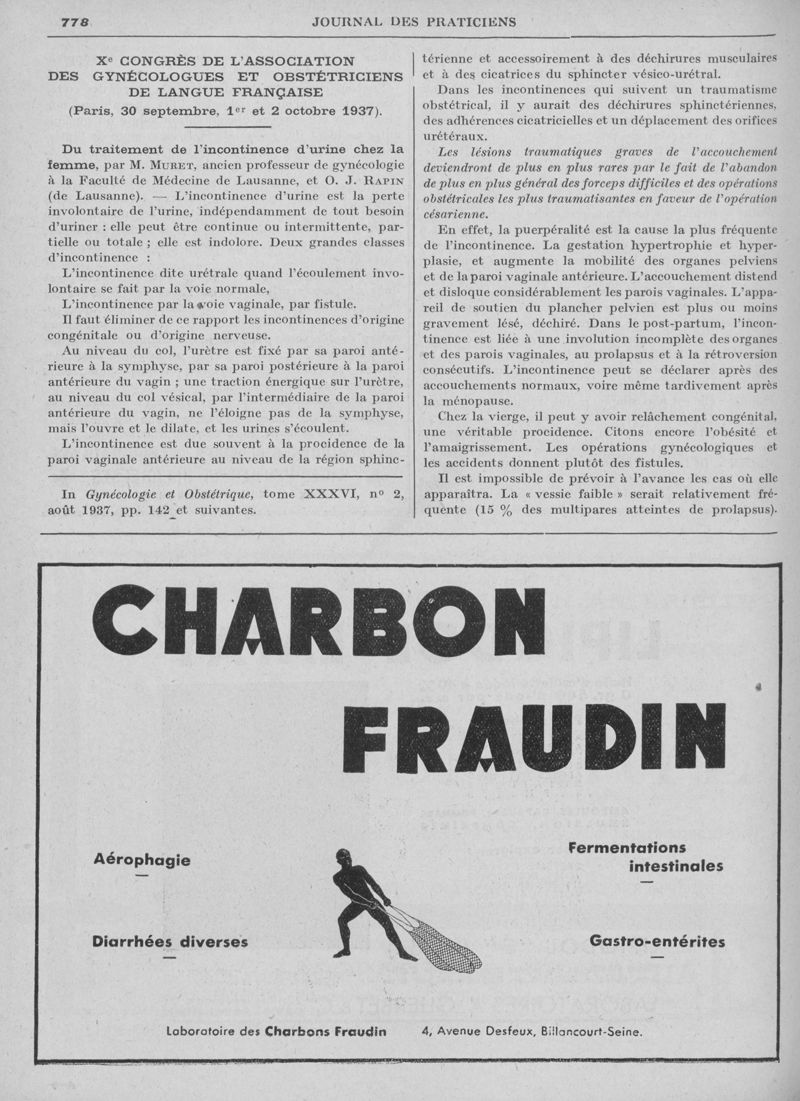 778
JOURNAL DES PRATICIENS
Xe CONGRÈS DE L'ASSOCIATION
DES GYNÉCOLOGUES ET OBSTÉTRICIENS
DE LANGUE FRANÇAISE
(Paris, 30 septembre, 1er et 2 octobre 1937).
Du traitement de l'incontinence d'urine chez la
femme, par M. MURET, ancien professeur de gynécologie
à la Faculté de Médecine de Lausanne, et O. J. RAPIN
(de Lausanne). — L'incontinence d'urine est la perte
involontaire de l'urine, indépendamment de tout besoin
d'uriner : elle peut être continue ou intermittente, par-
tielle ou totale ; elle est indolore. Deux grandes classes
d'incontinence :
L'incontinence dite urétrale quand l'écoulement invo-
lontaire se fait par la voie normale,
L'incontinence par la voie vaginale, par fistule.
Il faut éliminer de ce rapport les incontinences d'origine
congénitale ou d'origine nerveuse.
Au niveau du col, l'urètre est fixé par sa paroi anté-
rieure à la symphyse, par sa paroi postérieure à la paroi
antérieure du vagin ; une traction énergique sur l'urètre,
au niveau du col vésical, par l'intermédiaire de la paroi
antérieure du vagin, ne l'éloigne pas de la symphyse,
mais l'ouvre et le dilate, et les urines s'écoulent.
L'incontinence est due souvent à la procidence de la
paroi vaginale antérieure au niveau de la région sphinc-
In Gynécologie et Obstétrique, tome XXXVI, no 2,
août 1937, pp. 142 et suivantes.
térienne et accessoirement à des déchirures musculaires
et à des cicatrices du sphincter vésico-urétral.
Dans les incontinences qui suivent un traumatisme
obstétrical, il y aurait des déchirures sphinctériennes,
des adhérences cicatricielles et un déplacement des orifices
urétéraux.
Les lésions traumatiques graves de l'accouchement
deviendront de plus en plus rares par le fait de l'abandon
de plus en plus général des forceps difficiles et des opérations
obstétricales les plus traumatisantes en faveur de l'opération
césarienne.
En effet, la puerpéralité est la cause la plus fréquente
de l'incontinence. La gestation hypertrophie et hyper-
plasie, et augmente la mobilité des organes pelviens
et de la paroi vaginale antérieure. L'accouchement distend
et disloque considérablement les parois vaginales. L'appa-
reil de soutien du plancher pelvien est plus ou moins
gravement lésé, déchiré. Dans le post-partum, l'incon-
tinence est liée à une involution incomplète des organes
et des parois vaginales, au prolapsus et à la rétroversion
consécutifs. L'incontinence peut se déclarer après des
accouchements normaux, voire même tardivement après
la ménopause.
Chez la vierge, il peut y avoir relâchement congénital,
une véritable procidence. Citons encore l'obésité et
l'amaigrissement. Les opérations gynécologiques et
les accidents donnent plutôt des fistules.
Il est impossible de prévoir à l'avance les cas où elle
apparaîtra. La « vessie faible » serait relativement fré-
quente (15 % des multipares atteintes de prolapsus).
CHARBON
FRAUDIN
Aérophagie
Fermentations
intestinales
Diarrhées diverses
Gastro-entérites
Laboratoire des Charbons Fraudin 4, Avenue Desfeux, Billancourt-Seine.